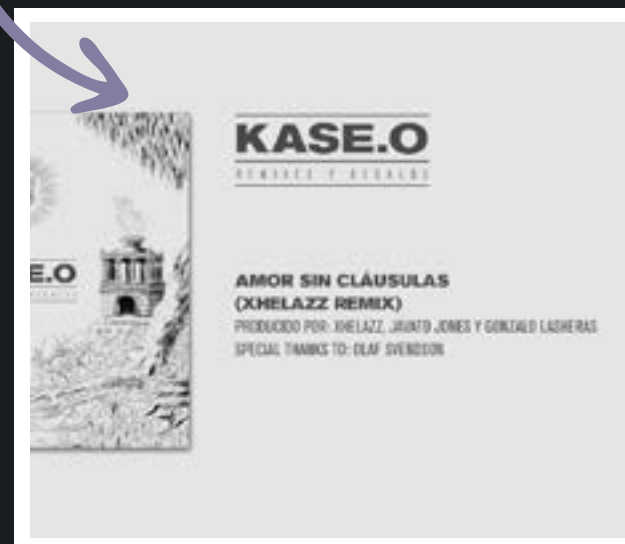 KASE.O
REMIXES Y REGALOS
E.O
AMOR SIN CLÁUSULAS
(XHELAZZ REMIX)
PRODUCIDO POR: XHELAZZ, JAVATO JONES Y GONZALO LASHERAS
SPECIAL THANKS TO: OLAF SVENDSON